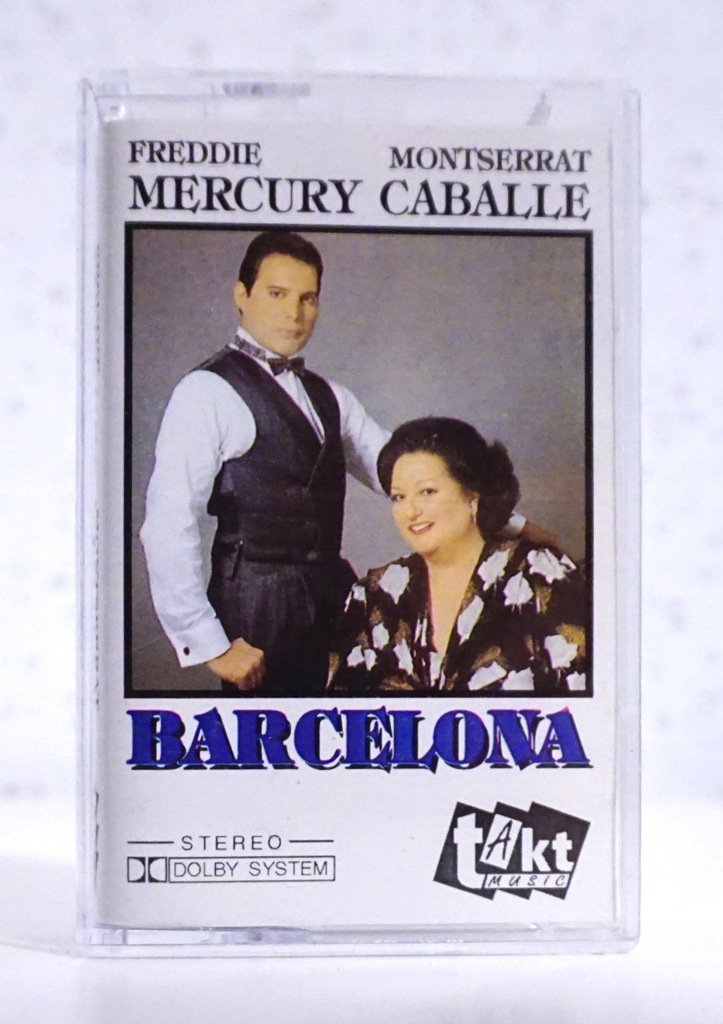 FREDDIE MONTSERRAT
MERCURY CABALLE
BARCELONA
STEREO
DOLBY SYSTEM
tAkt
MUSIC